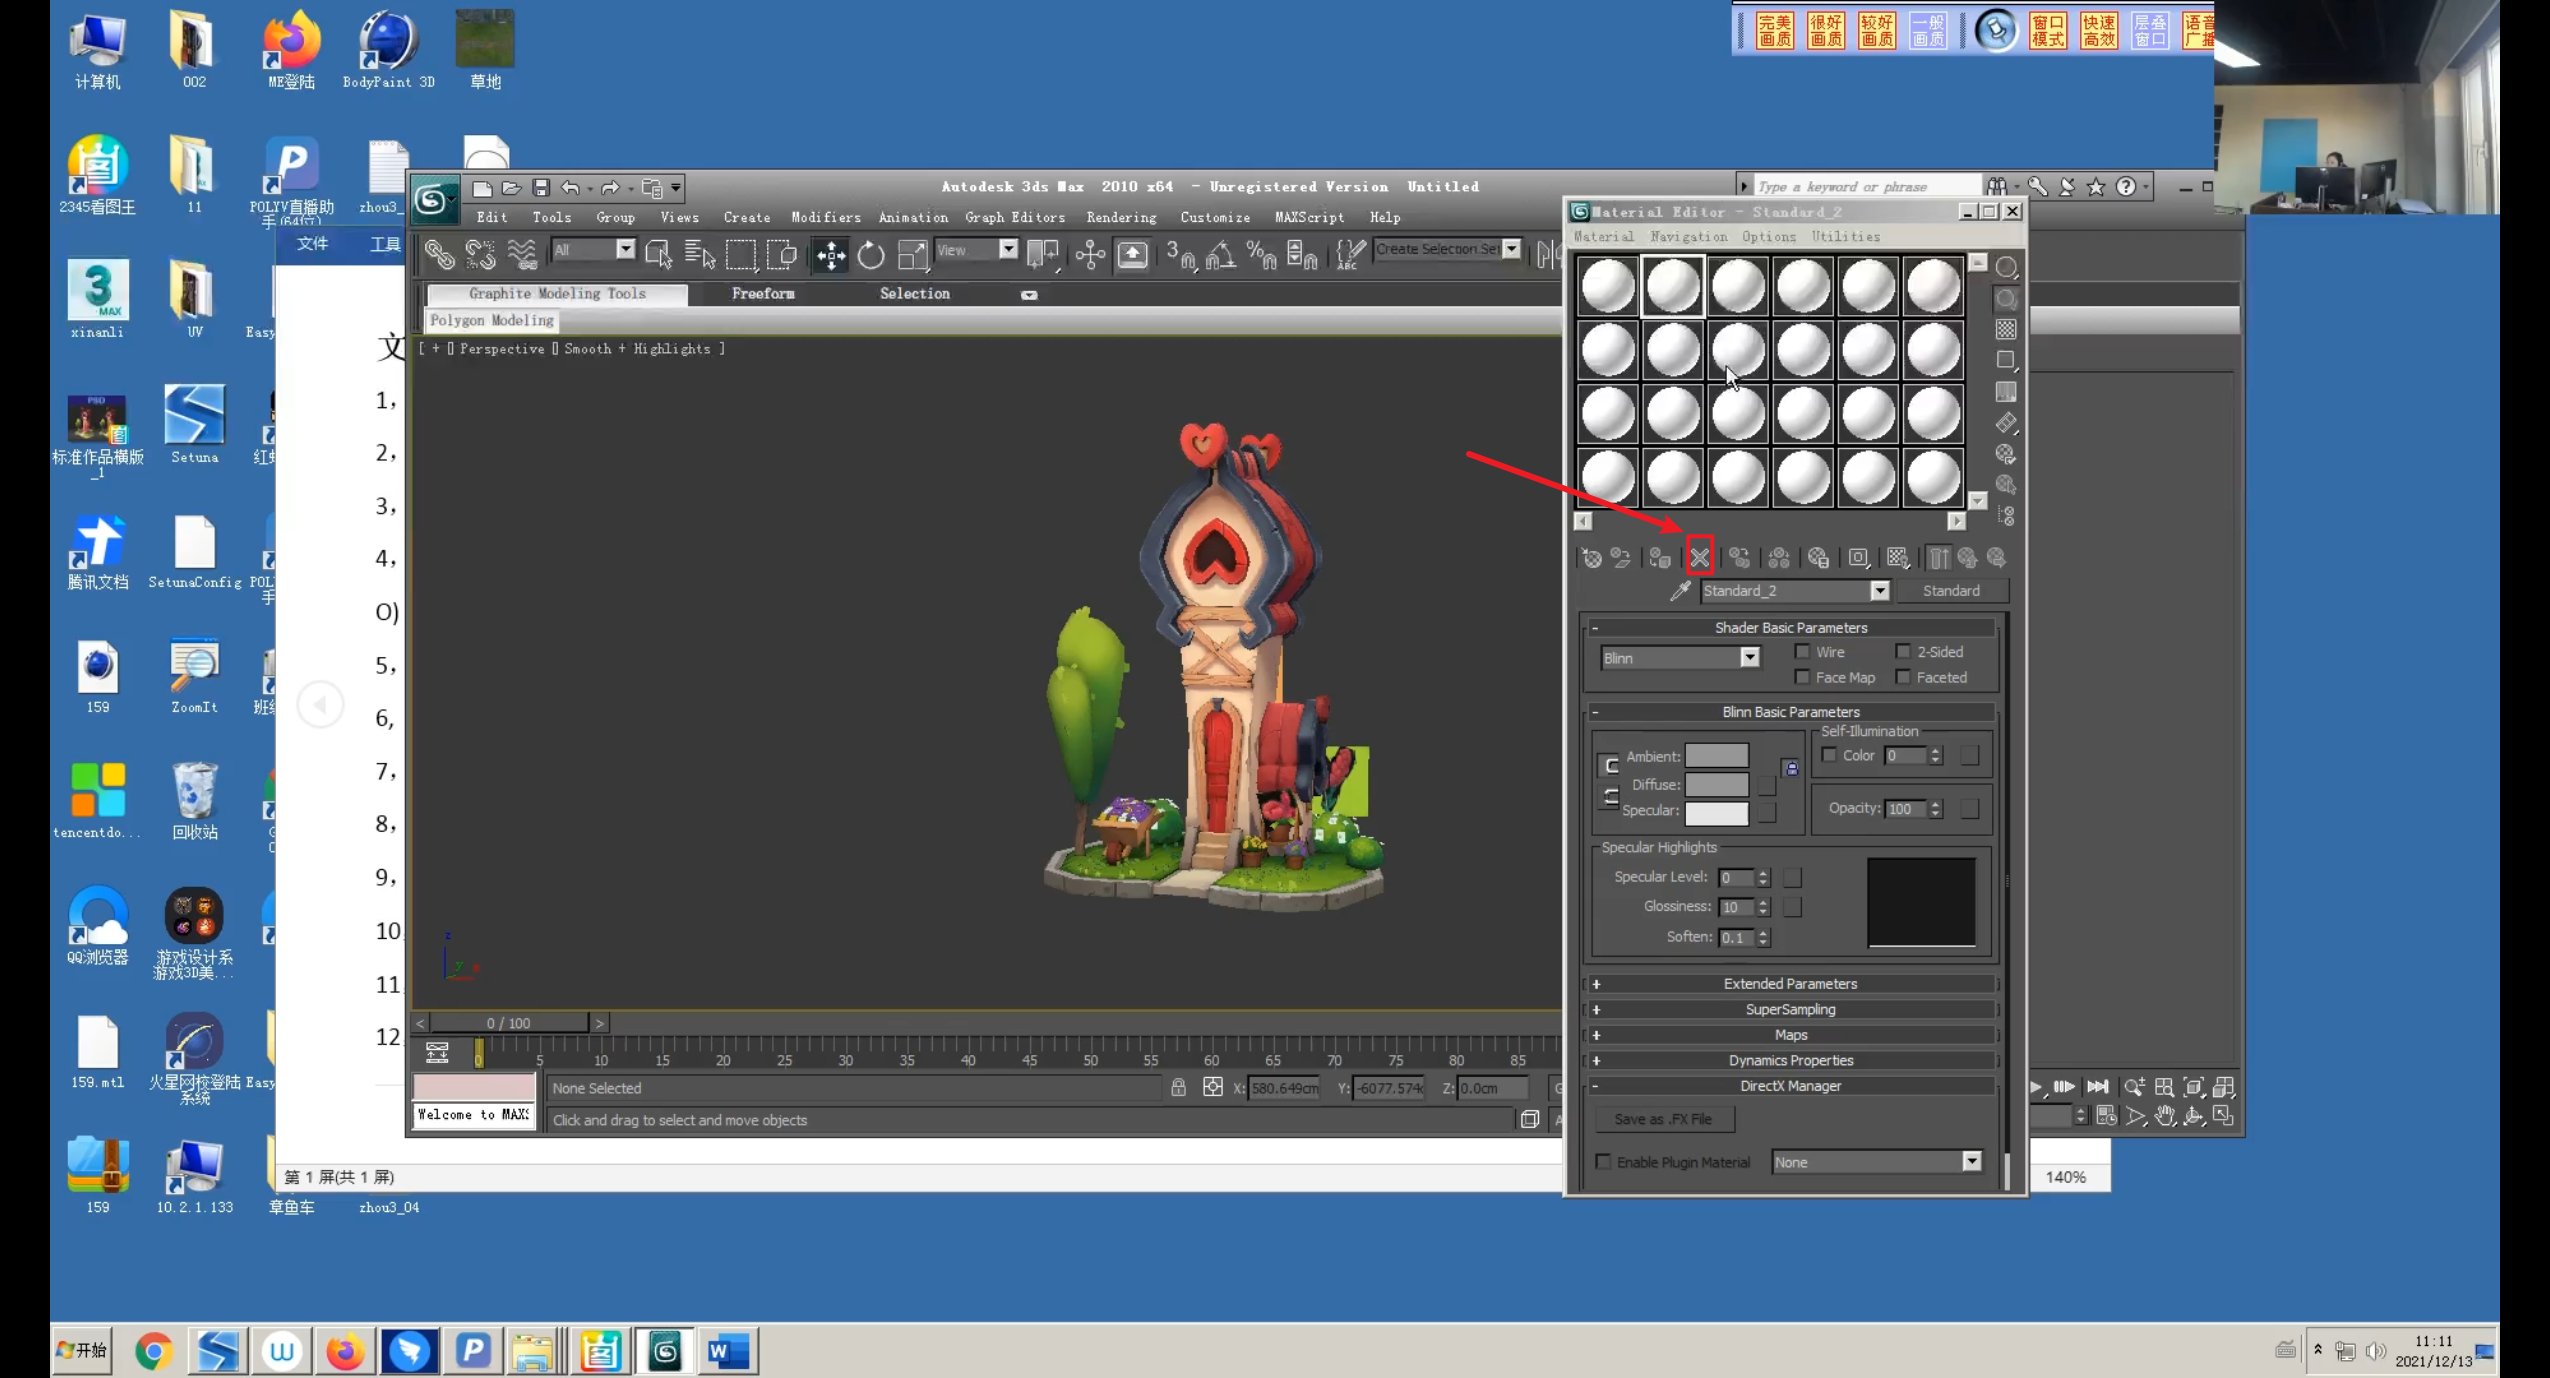 完美画质
很好画质
较好画质
一般画质
窗口模式
快速高效
层叠窗口
语音广播
计算机
002
ME登陆
BodyPaint 3D
草地
2345看图王
11
POLYV直播助手(64位)
zhou3_
xinanli
UV
Easy
标准作品横版_1
Setuna
腾讯文档
SetunaConfig
POL
手
159
ZoomIt
tencentdo...
回收站
QQ浏览器
游戏设计系
游戏3D美...
159.mtl
火星网校登陆系统
Easy
159
10.2.1.133
章鱼车
zhou3_04
文件
工具
文
1,
2,
3,
4,
O)
5,
6,
7,
8,
9,
10
11
12
第 1 屏(共 1 屏)
140%
Autodesk 3ds Max 2010 x64 - Unregistered Version Untitled
Type a keyword or phrase
Edit Tools Group Views Create Modifiers Animation Graph Editors Rendering Customize MAXScript Help
All
View
Create Selection Set
Graphite Modeling Tools Freeform Selection
Polygon Modeling
[ + ▯ Perspective ▯ Smooth + Highlights ]
z
y
x
< 0 / 100 >
0 5 10 15 20 25 30 35 40 45 50 55 60 65 70 75 80 85
None Selected
X: 580.649cm Y: -6077.574c Z: 0.0cm
Welcome to MAXS
Click and drag to select and move objects
Material Editor - Standard_2
Material Navigation Options Utilities
Standard_2
Standard
- Shader Basic Parameters
Blinn
Wire 2-Sided
Face Map Faceted
- Blinn Basic Parameters
Self-Illumination
Ambient:
Color 0
Diffuse:
Specular:
Opacity: 100
Specular Highlights
Specular Level: 0
Glossiness: 10
Soften: 0.1
+ Extended Parameters
+ SuperSampling
+ Maps
+ Dynamics Properties
- DirectX Manager
Save as .FX File
Enable Plugin Material None
开始
11:11
2021/12/13